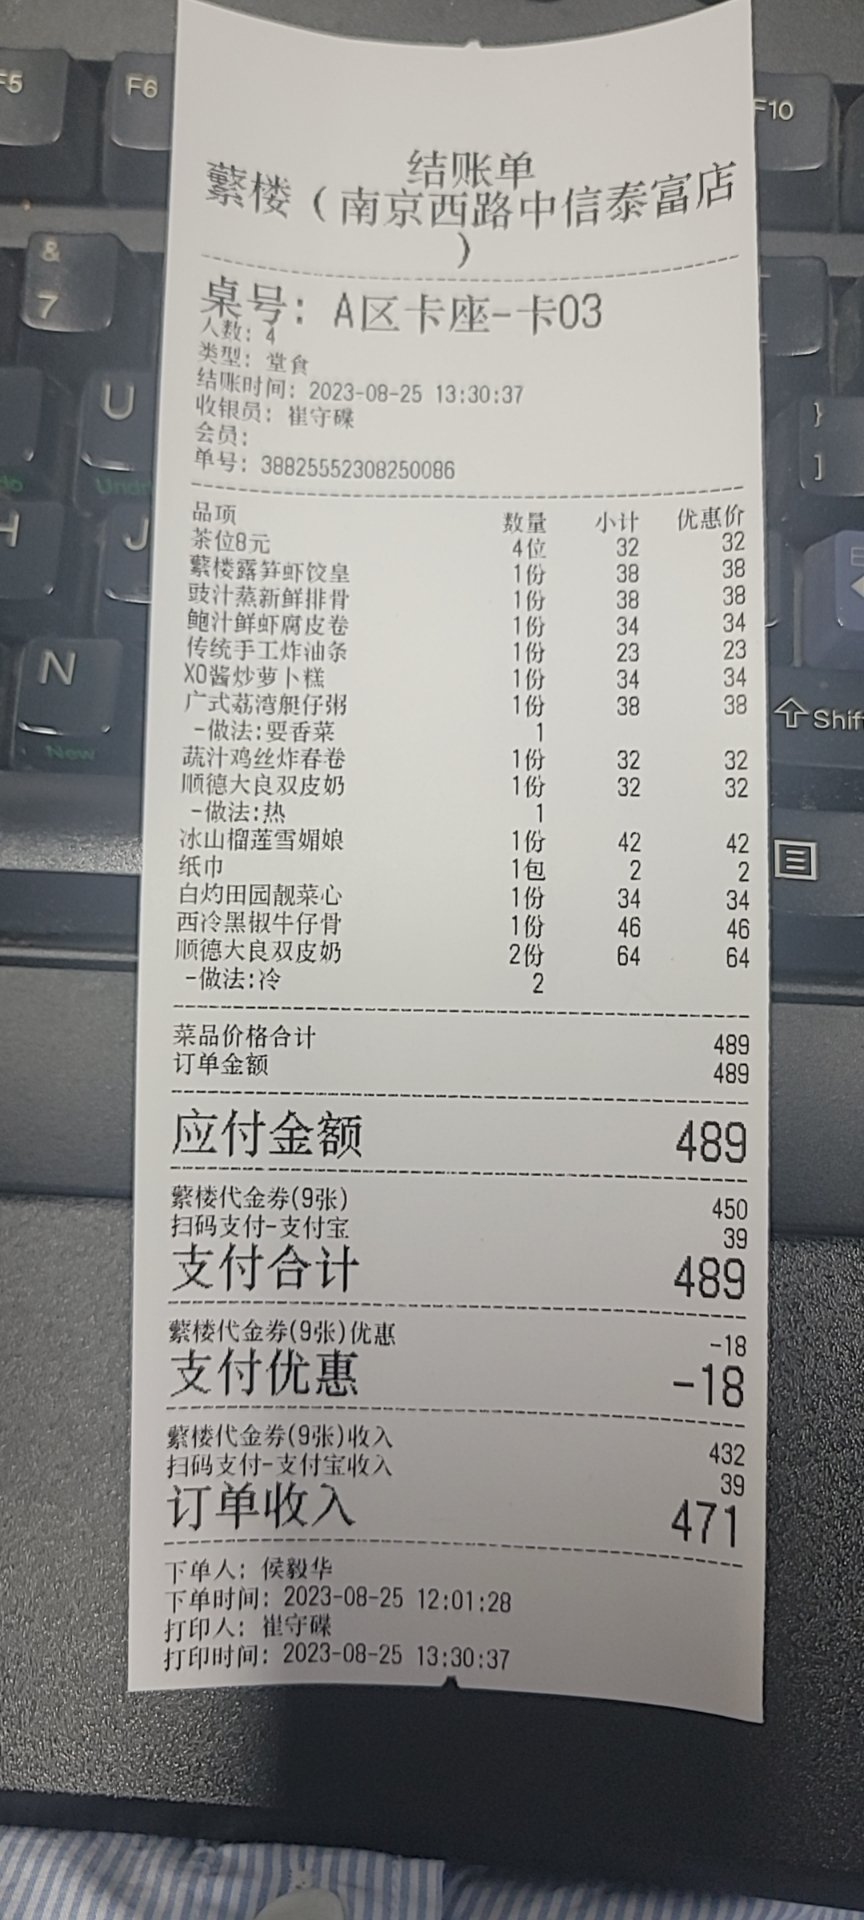 F5
F6
F10
&
7
U
Undo
H
J
N
New
}
]
Shift
结账单
蘩楼（南京西路中信泰富店
）
桌号: A区卡座-卡03
人数: 4
类型: 堂食
结账时间: 2023-08-25 13:30:37
收银员: 崔守碟
会员:
单号: 38825552308250086
品项 数量 小计 优惠价
茶位8元 4位 32 32
蘩楼露笋虾饺皇 1份 38 38
豉汁蒸新鲜排骨 1份 38 38
鲍汁鲜虾腐皮卷 1份 34 34
传统手工炸油条 1份 23 23
XO酱炒萝卜糕 1份 34 34
广式荔湾艇仔粥 1份 38 38
-做法:要香菜 1
蔬汁鸡丝炸春卷 1份 32 32
顺德大良双皮奶 1份 32 32
-做法:热 1
冰山榴莲雪媚娘 1份 42 42
纸巾 1包 2 2
白灼田园靓菜心 1份 34 34
西冷黑椒牛仔骨 1份 46 46
顺德大良双皮奶 2份 64 64
-做法:冷 2
菜品价格合计 489
订单金额 489
应付金额 489
蘩楼代金券(9张) 450
扫码支付-支付宝 39
支付合计 489
蘩楼代金券(9张)优惠 -18
支付优惠 -18
蘩楼代金券(9张)收入 432
扫码支付-支付宝收入 39
订单收入 471
下单人: 侯毅华
下单时间: 2023-08-25 12:01:28
打印人: 崔守碟
打印时间: 2023-08-25 13:30:37